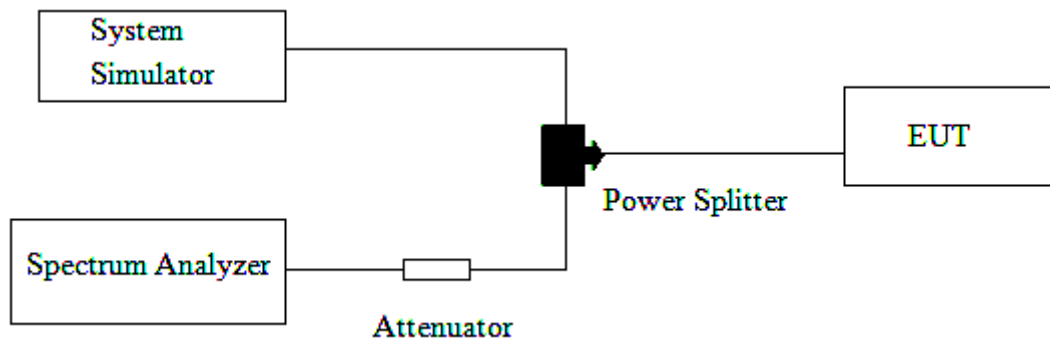 System
Simulator
EUT
Power Splitter
Spectrum Analyzer
Attenuator